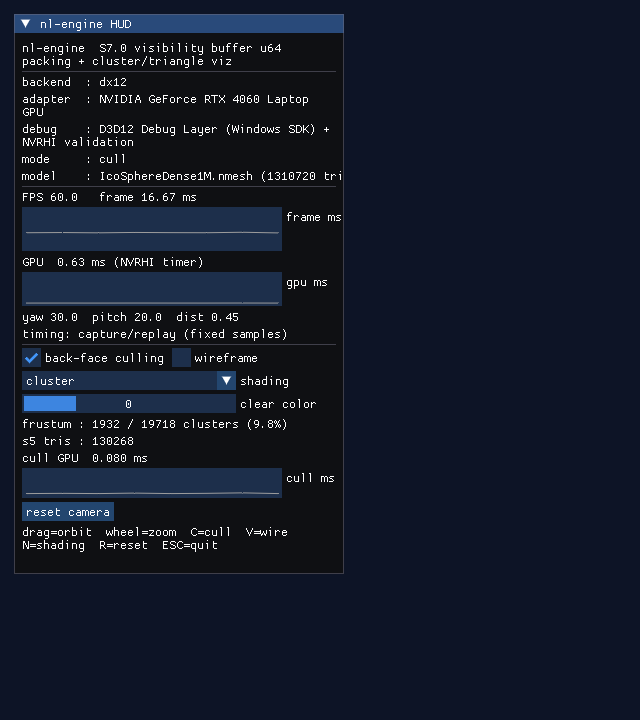 nl-engine HUD
nl-engine  S7.0 visibility buffer u64
packing + cluster/triangle viz
backend  : dx12
adapter  : NVIDIA GeForce RTX 4060 Laptop
GPU
debug    : D3D12 Debug Layer (Windows SDK) +
NVRHI validation
mode     : cull
model    : IcoSphereDense1M.nmesh (1310720 tri
FPS 60.0   frame 16.67 ms
frame ms
GPU  0.63 ms (NVRHI timer)
gpu ms
yaw 30.0  pitch 20.0  dist 0.45
timing: capture/replay (fixed samples)
back-face culling  wireframe
cluster  shading
0  clear color
frustum : 1932 / 19718 clusters (9.8%)
s5 tris : 130268
cull GPU  0.080 ms
cull ms
reset camera
drag=orbit  wheel=zoom  C=cull  V=wire
N=shading  R=reset  ESC=quit